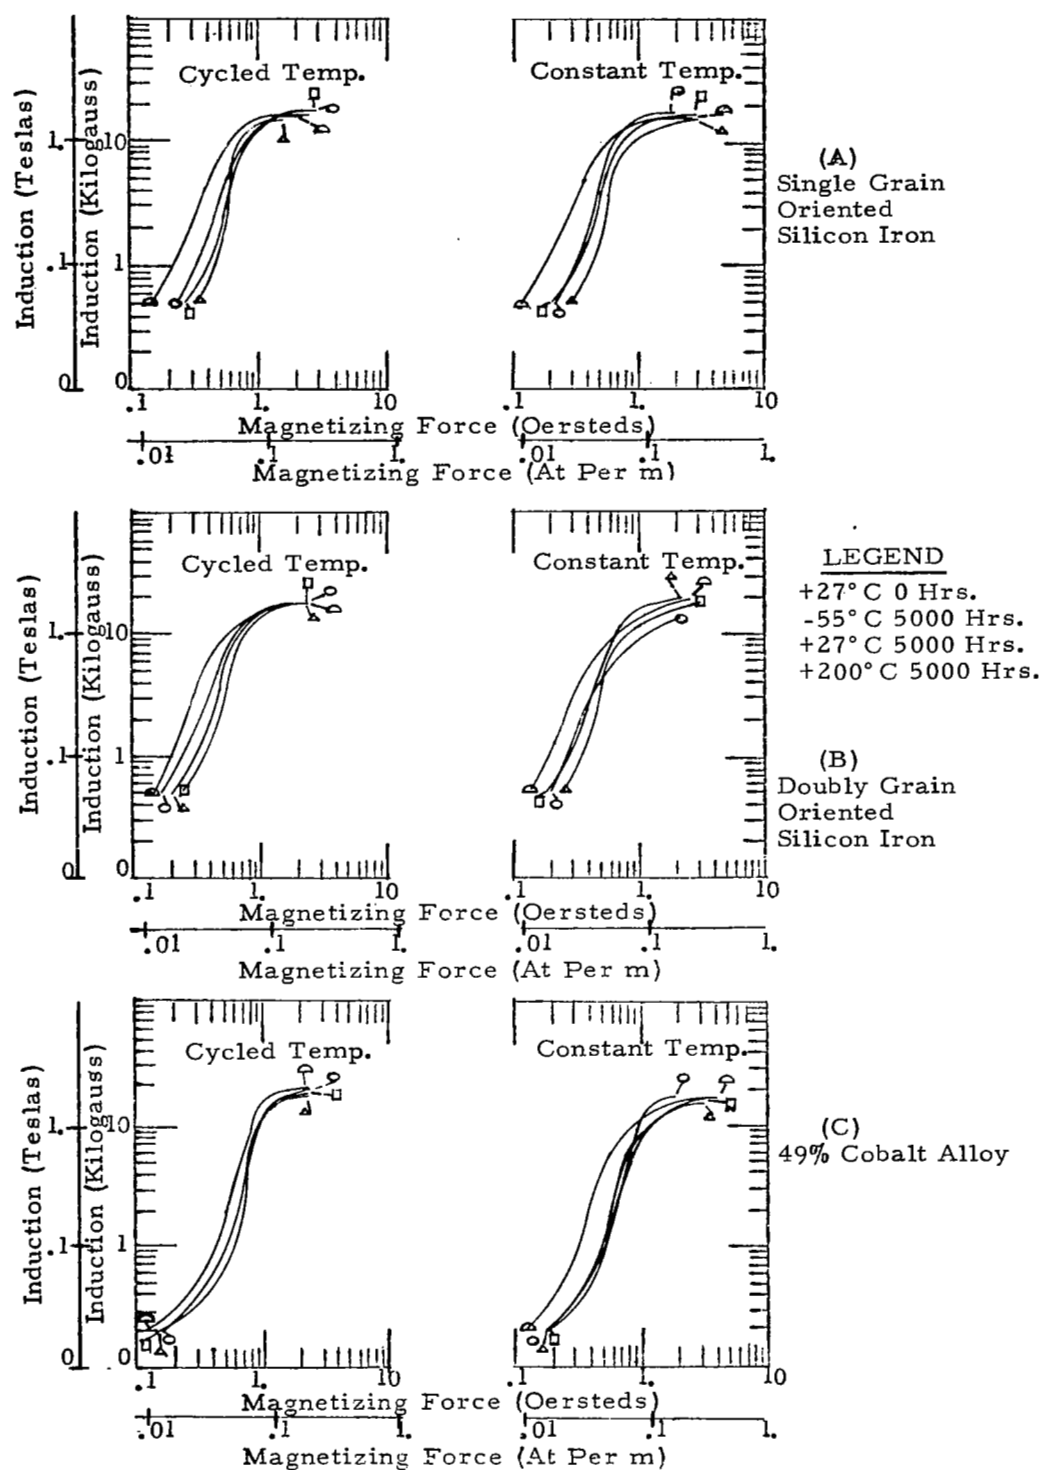 Cycled Temp.
Constant Temp.
Induction (Teslas)
Induction (Kilogauss)
1.
.1
0
10
1
0
.1 1. 10
.1 1. 10
Magnetizing Force (Oersteds)
.01 .1 1.
.01 .1 1.
Magnetizing Force (At Per m)
(A)
Single Grain
Oriented
Silicon Iron
Cycled Temp.
Constant Temp.
Induction (Teslas)
Induction (Kilogauss)
1.
.1
0
10
1
0
.1 1. 10
.1 1. 10
Magnetizing Force (Oersteds)
.01 .1 1.
.01 .1 1.
Magnetizing Force (At Per m)
LEGEND
+27°C 0 Hrs.
-55°C 5000 Hrs.
+27°C 5000 Hrs.
+200°C 5000 Hrs.
(B)
Doubly Grain
Oriented
Silicon Iron
Cycled Temp.
Constant Temp.
Induction (Teslas)
Induction (Kilogauss)
1.
.1
0
10
1
0
.1 1. 10
.1 1. 10
Magnetizing Force (Oersteds)
.01 .1 1.
.01 .1 1.
Magnetizing Force (At Per m)
(C)
49% Cobalt Alloy